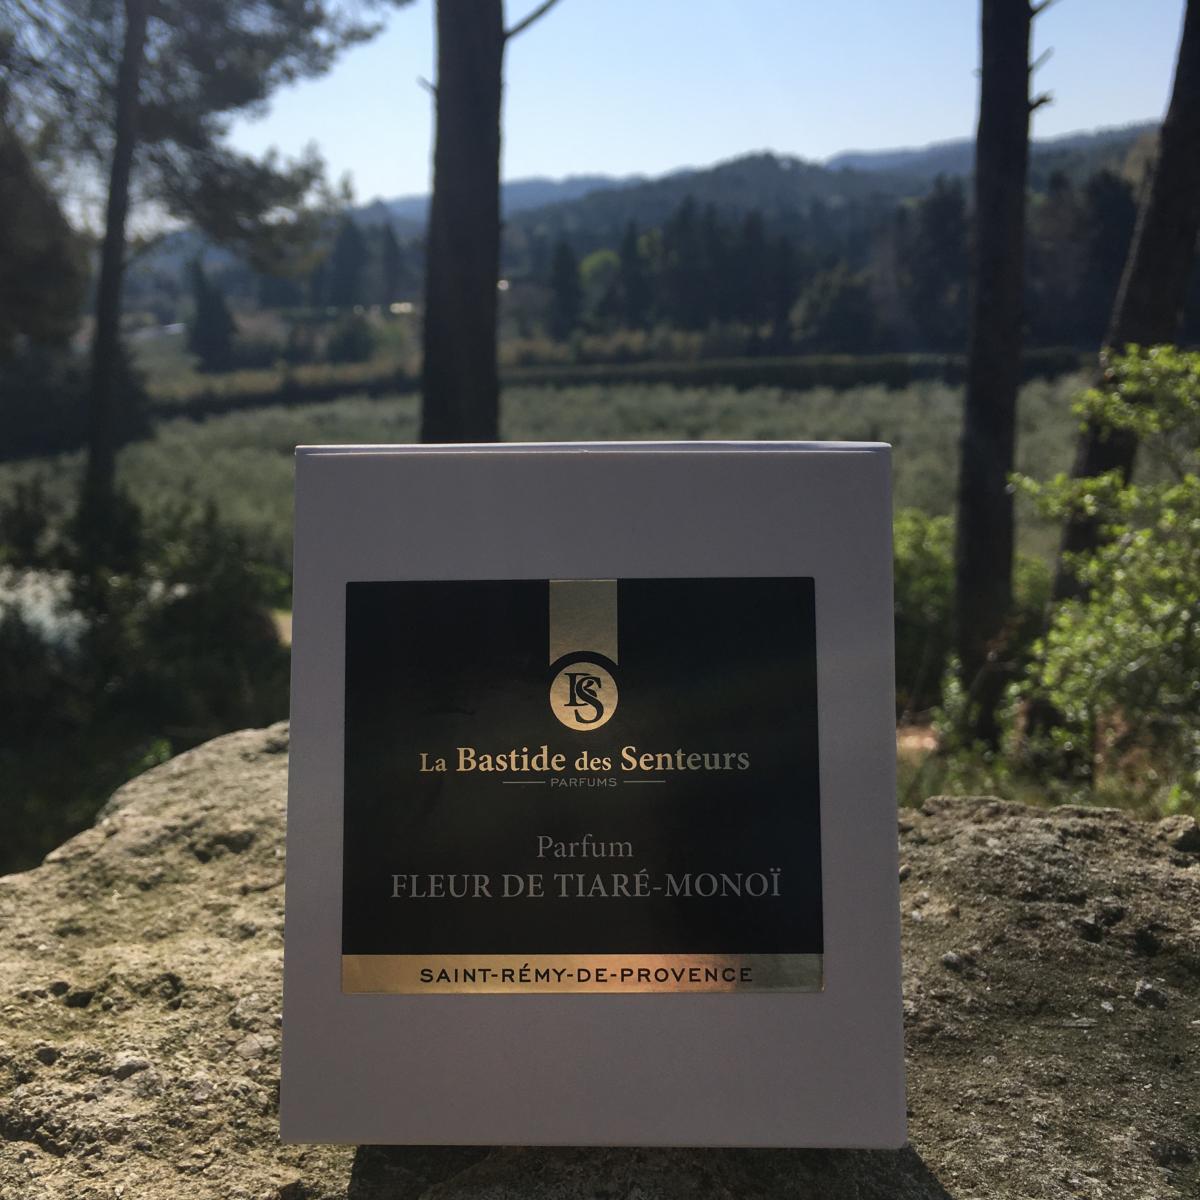 BS
La Bastide des Senteurs
PARFUMS
Parfum
FLEUR DE TIARÉ-MONOÏ
SAINT-RÉMY-DE-PROVENCE